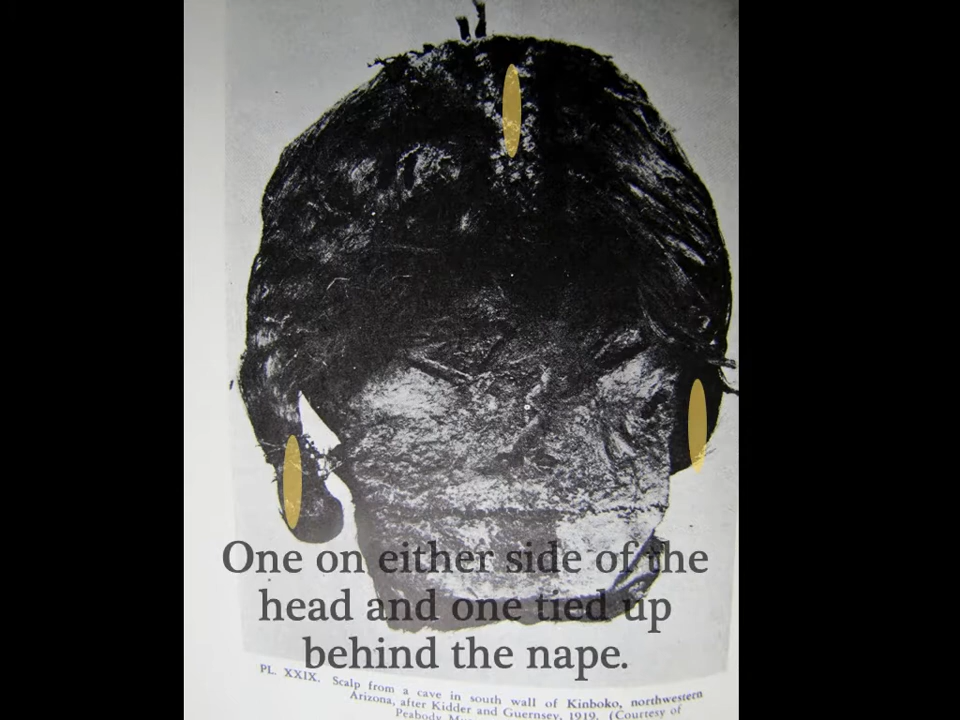 One on either side of the
head and one tied up
behind the nape.
PL. XXIX. Scalp from a cave in south wall of Kinboko, northwestern
Arizona, after Kidder and Guernsey, 1919. (Courtesy of
Peabody